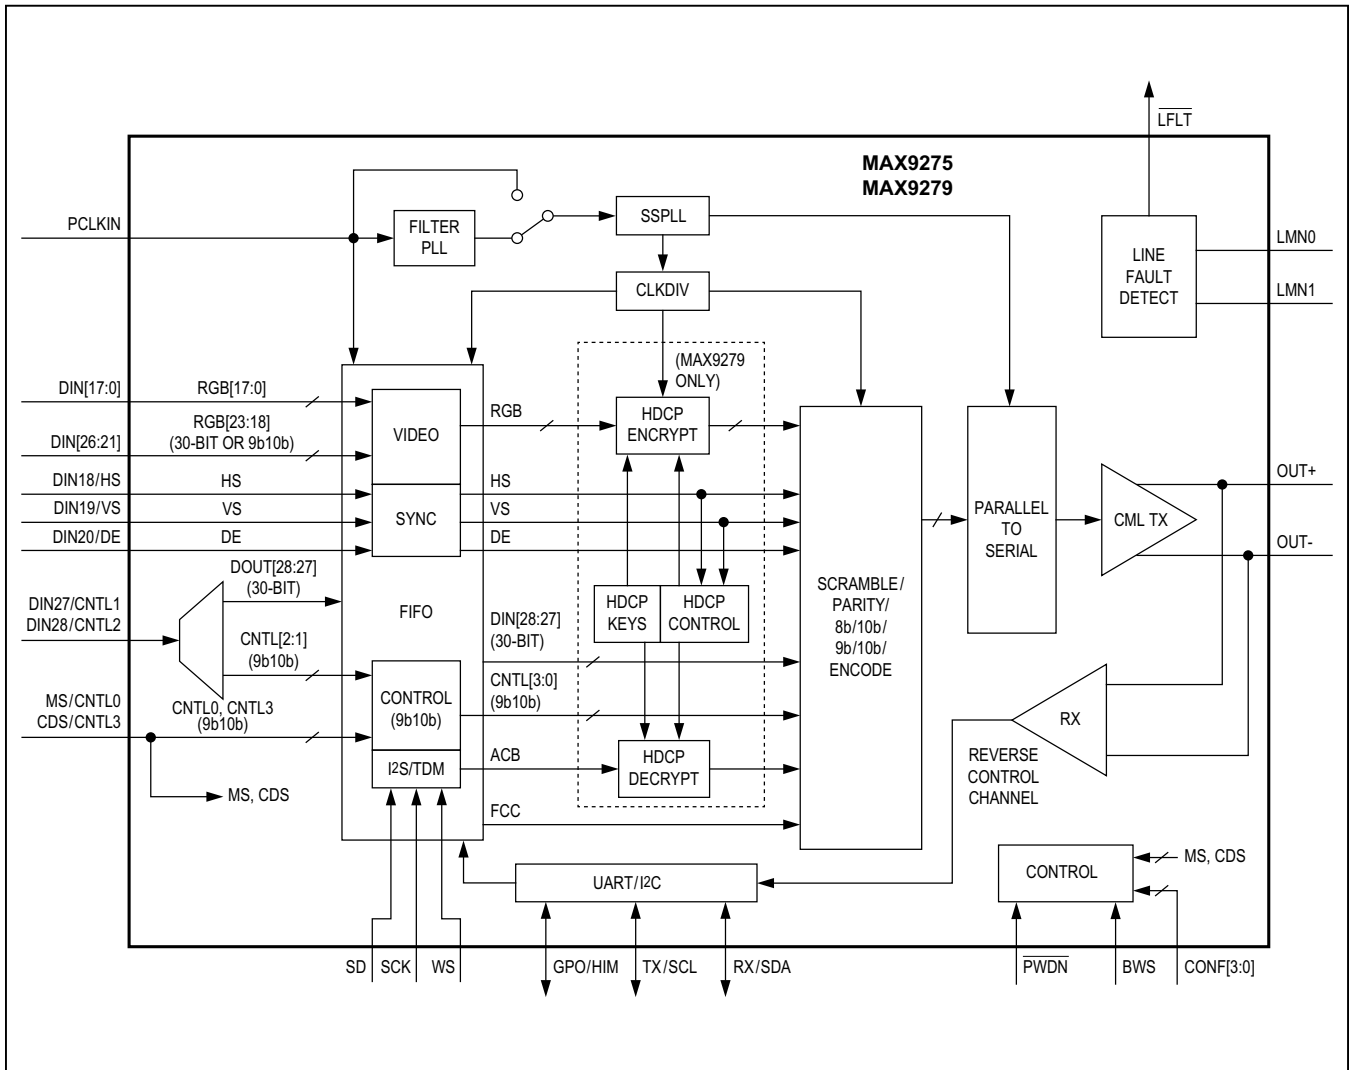 LFLT
MAX9275
MAX9279
PCLKIN
FILTER
PLL
SSPLL
CLKDIV
LINE
FAULT
DETECT
LMN0
LMN1
(MAX9279
ONLY)
DIN[17:0]
RGB[17:0]
RGB[23:18]
(30-BIT OR 9b10b)
DIN[26:21]
DIN18/HS
HS
DIN19/VS
VS
DIN20/DE
DE
VIDEO
SYNC
RGB
HS
VS
DE
HDCP
ENCRYPT
HDCP
KEYS
HDCP
CONTROL
HDCP
DECRYPT
DOUT[28:27]
(30-BIT)
DIN27/CNTL1
DIN28/CNTL2
CNTL[2:1]
(9b10b)
MS/CNTL0
CDS/CNTL3
CNTL0, CNTL3
(9b10b)
MS, CDS
FIFO
CONTROL
(9b10b)
I2S/TDM
DIN[28:27]
(30-BIT)
CNTL[3:0]
(9b10b)
ACB
FCC
SCRAMBLE/
PARITY/
8b/10b/
9b/10b/
ENCODE
PARALLEL
TO
SERIAL
CML TX
OUT+
OUT-
RX
REVERSE
CONTROL
CHANNEL
UART/I2C
CONTROL
MS, CDS
SD
SCK
WS
GPO/HIM
TX/SCL
RX/SDA
PWDN
BWS
CONF[3:0]